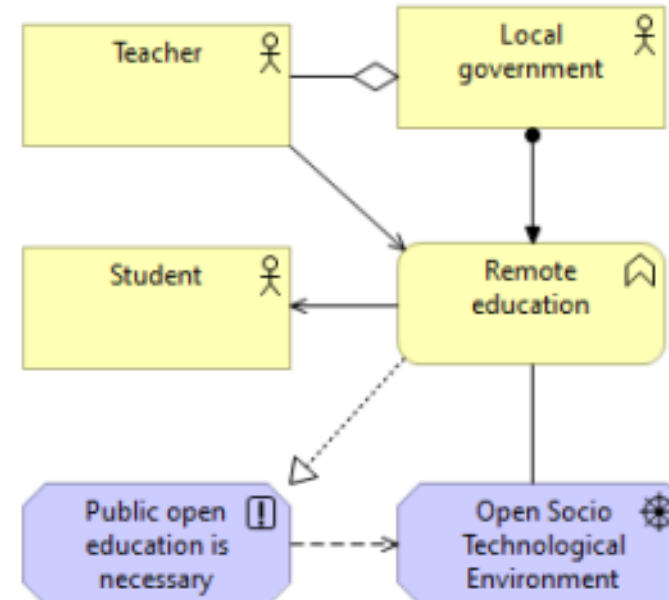 Teacher
Local
government
Student
Remote
education
Public open
education is
necessary
Open Socio
Technological
Environment